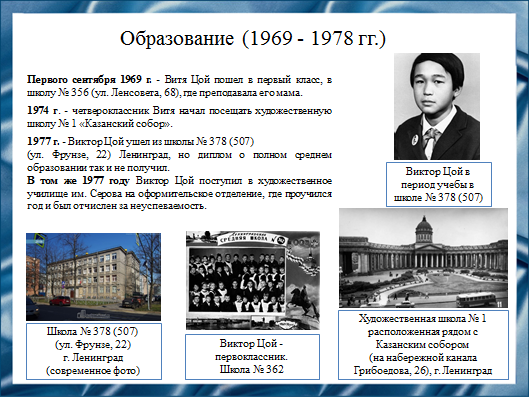 Образование (1969 - 1978 гг.)
Первого сентября 1969 г. - Витя Цой пошел в первый класс, в
школу № 356 (ул. Ленсовета, 68), где преподавала его мама.
1974 г. - четвероклассник Витя начал посещать художественную
школу № 1 «Казанский собор».
1977 г. - Виктор Цой ушел из школы № 378 (507)
(ул. Фрунзе, 22) Ленинград, но диплом о полном среднем
образовании так и не получил.
В том же 1977 году Виктор Цой поступил в художественное
училище им. Серова на оформительское отделение, где проучился
год и был отчислен за неуспеваемость.
Виктор Цой в
период учебы в
школе № 378 (507)
СРЕДНЯЯ ШКОЛА №
Школа № 378 (507)
(ул. Фрунзе, 22)
г. Ленинград
(современное фото)
Виктор Цой -
первоклассник.
Школа № 362
Художественная школа № 1
расположенная рядом с
Казанским собором
(на набережной канала
Грибоедова, 26), г. Ленинград